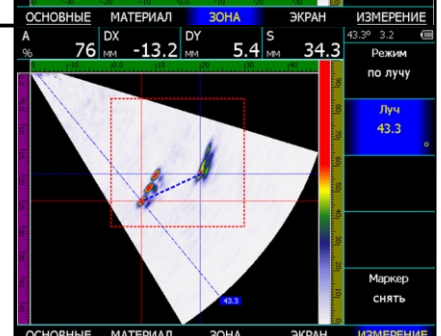 ОСНОВНЫЕ МАТЕРИАЛ ЗОНА ЭКРАН ИЗМЕРЕНИЕ
A % 76 DX мм -13.2 DY мм 5.4 S мм 34.3 43.3° 3.2
Режим
по лучу
Луч
43.3
43.3
Маркер
снять
ОСНОВНЫЕ МАТЕРИАЛ ЗОНА ЭКРАН ИЗМЕРЕНИЕ